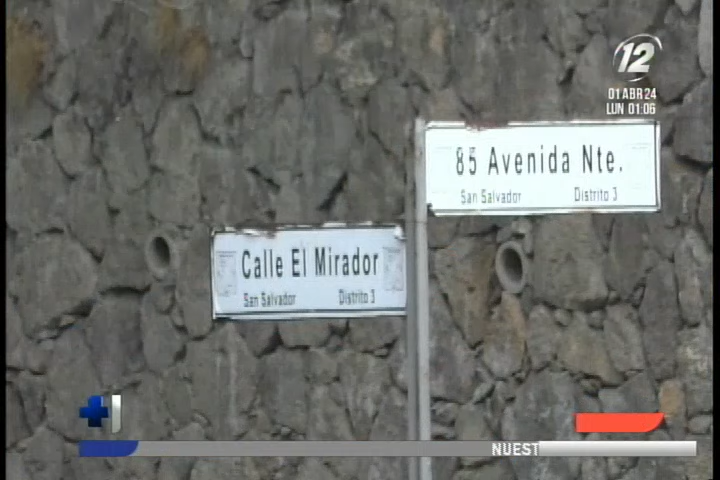 12
01 ABR 24
LUN 01:06
85 Avenida Nte.
San Salvador Distrito 3
Calle El Mirador
San Salvador Distrito 3
NUEST